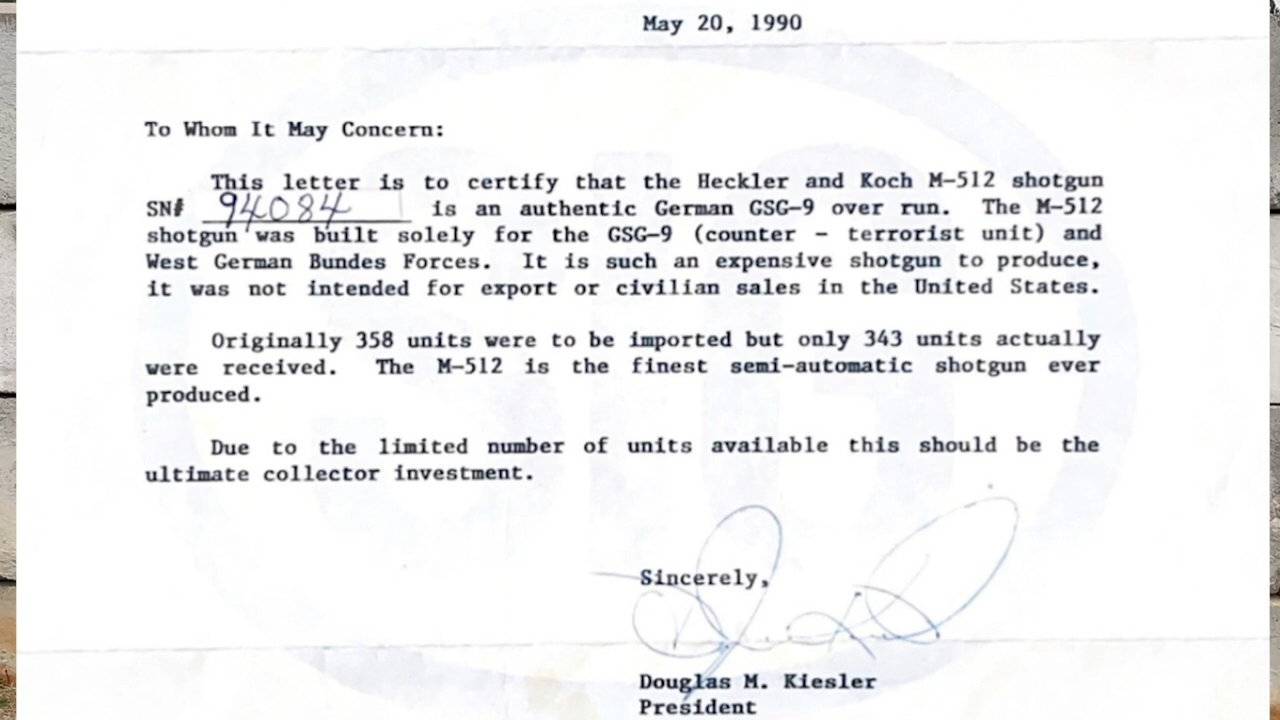 May 20, 1990
To Whom It May Concern:
This letter is to certify that the Heckler and Koch M-512 shotgun
SN# 94084 is an authentic German GSG-9 over run. The M-512
shotgun was built solely for the GSG-9 (counter - terrorist unit) and
West German Bundes Forces. It is such an expensive shotgun to produce,
it was not intended for export or civilian sales in the United States.
Originally 358 units were to be imported but only 343 units actually
were received. The M-512 is the finest semi-automatic shotgun ever
produced.
Due to the limited number of units available this should be the
ultimate collector investment.
Sincerely,
Douglas M. Kiesler
President